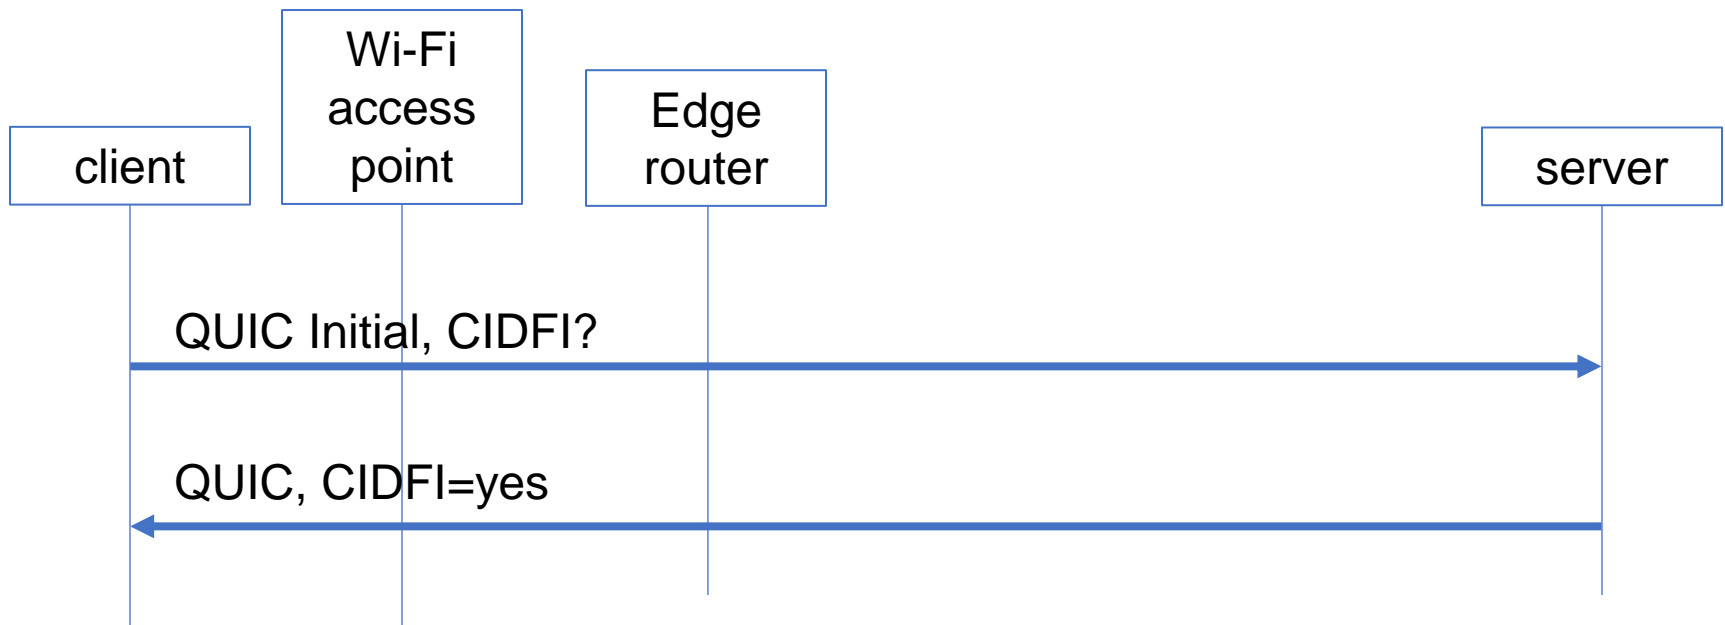 client
Wi-Fi
access
point
Edge
router
server
QUIC Initial, CIDFI?
QUIC, CIDFI=yes